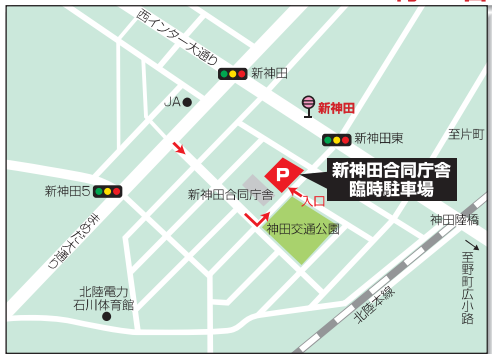 西インター大通り
新神田
JA
新神田
新神田東
至片町
P
新神田合同庁舎
臨時駐車場
新神田合同庁舎
入口
新神田5
神田交通公園
神田陸橋
まめだ大通り
至野町広小路
北陸電力
石川体育館
北陸本線